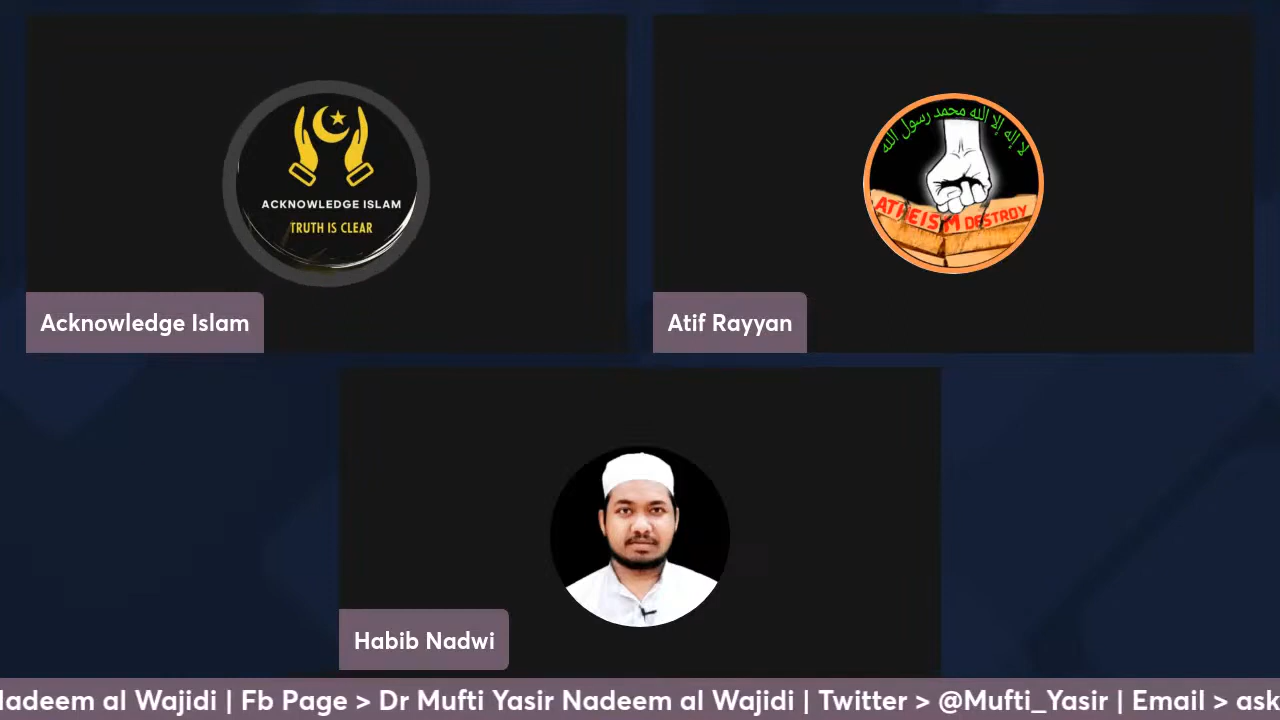 ACKNOWLEDGE ISLAM
TRUTH IS CLEAR
Acknowledge Islam
لا إله إلا الله محمد رسول الله
ATHEISM DESTROY
Atif Rayyan
Habib Nadwi
Nadeem al Wajidi | Fb Page > Dr Mufti Yasir Nadeem al Wajidi | Twitter > @Mufti_Yasir | Email > ask